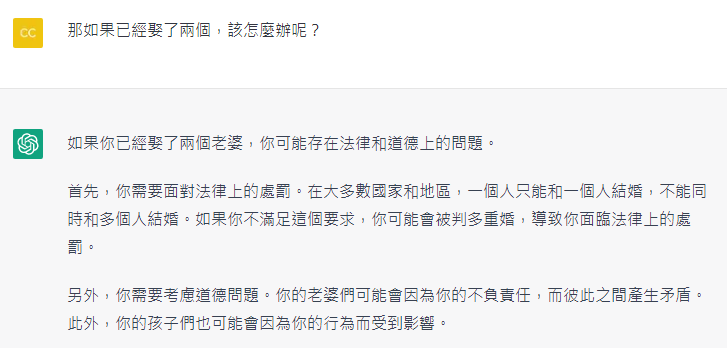 CC
那如果已經娶了兩個，該怎麼辦呢？
如果你已經娶了兩個老婆，你可能存在法律和道德上的問題。
首先，你需要面對法律上的處罰。在大多數國家和地區，一個人只能和一個人結婚，不能同
時和多個人結婚。如果你不滿足這個要求，你可能會被判多重婚，導致你面臨法律上的處
罰。
另外，你需要考慮道德問題。你的老婆們可能會因為你的不負責任，而彼此之間產生矛盾。
此外，你的孩子們也可能會因為你的行為而受到影響。